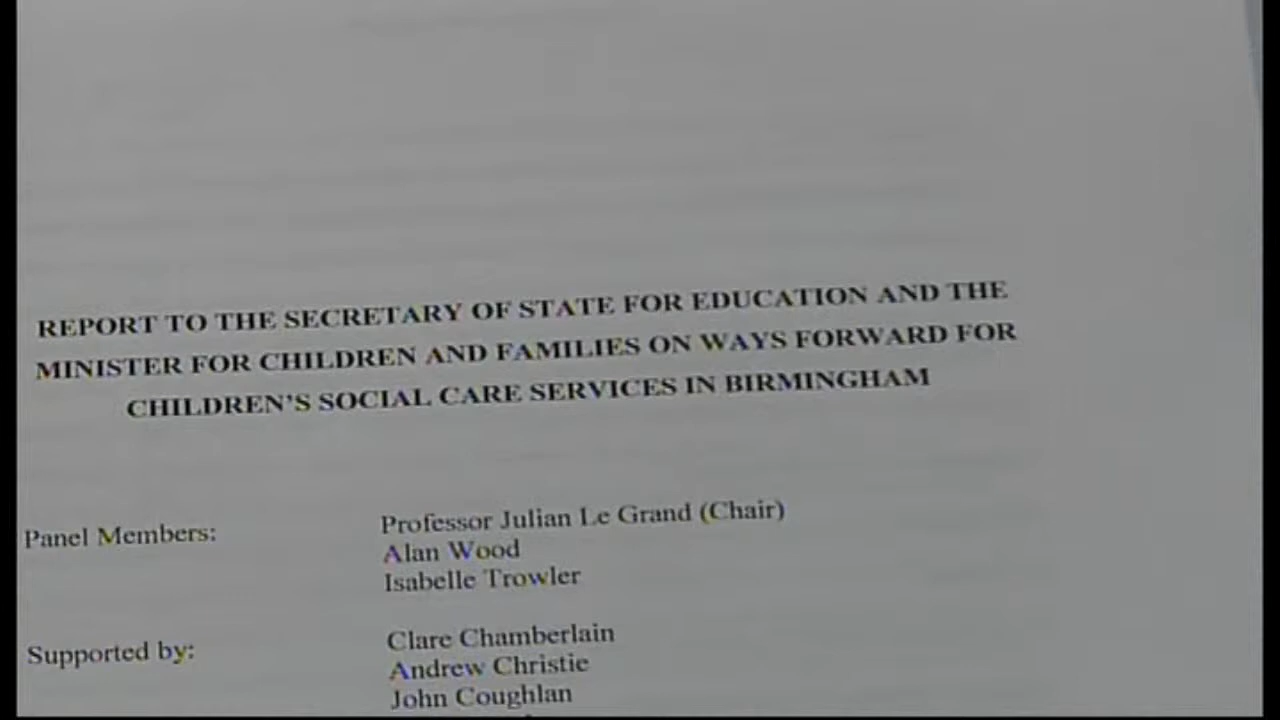 REPORT TO THE SECRETARY OF STATE FOR EDUCATION AND THE
MINISTER FOR CHILDREN AND FAMILIES ON WAYS FORWARD FOR
CHILDREN'S SOCIAL CARE SERVICES IN BIRMINGHAM
Panel Members: Professor Julian Le Grand (Chair)
Alan Wood
Isabelle Trowler
Supported by: Clare Chamberlain
Andrew Christie
John Coughlan